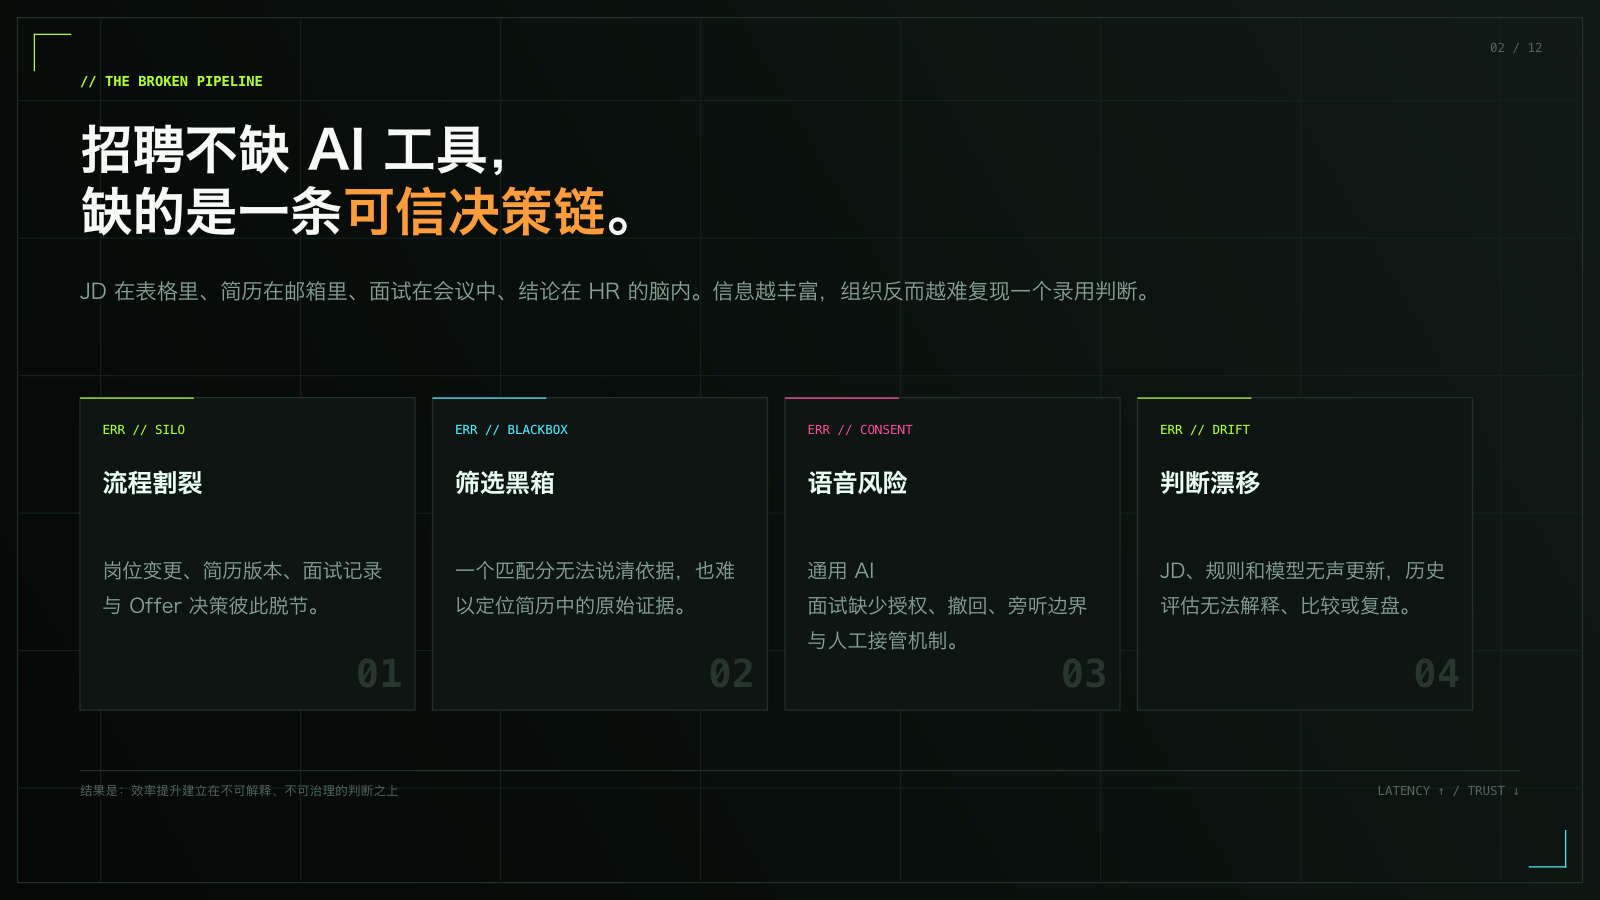 02 / 12
// THE BROKEN PIPELINE
招聘不缺 AI 工具，
缺的是一条可信决策链。
JD 在表格里、简历在邮箱里、面试在会议中、结论在 HR 的脑内。信息越丰富，组织反而越难复现一个录用判断。
ERR // SILO
流程割裂
岗位变更、简历版本、面试记录
与 Offer 决策彼此脱节。
01
ERR // BLACKBOX
筛选黑箱
一个匹配分无法说清依据，也难
以定位简历中的原始证据。
02
ERR // CONSENT
语音风险
通用 AI
面试缺少授权、撤回、旁听边界
与人工接管机制。
03
ERR // DRIFT
判断漂移
JD、规则和模型无声更新，历史
评估无法解释、比较或复盘。
04
结果是：效率提升建立在不可解释、不可治理的判断之上
LATENCY ↑ / TRUST ↓